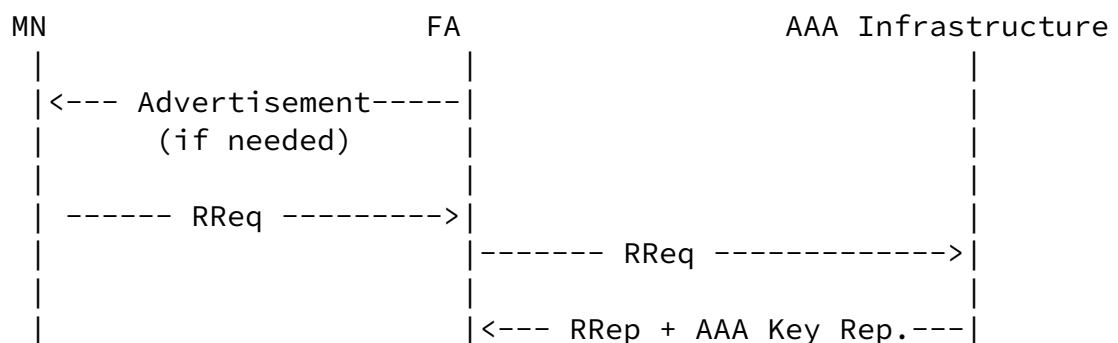 MN                     FA                 AAA Infrastructure
 |                      |                          |
 |<--- Advertisement-----|                          |
       (if needed)      |                          |
 |                      |                          |
 | ------ RReq --------->|                          |
 |                      |------- RReq ------------->|
 |                      |                          |
 |                      |<--- RRep + AAA Key Rep.---|